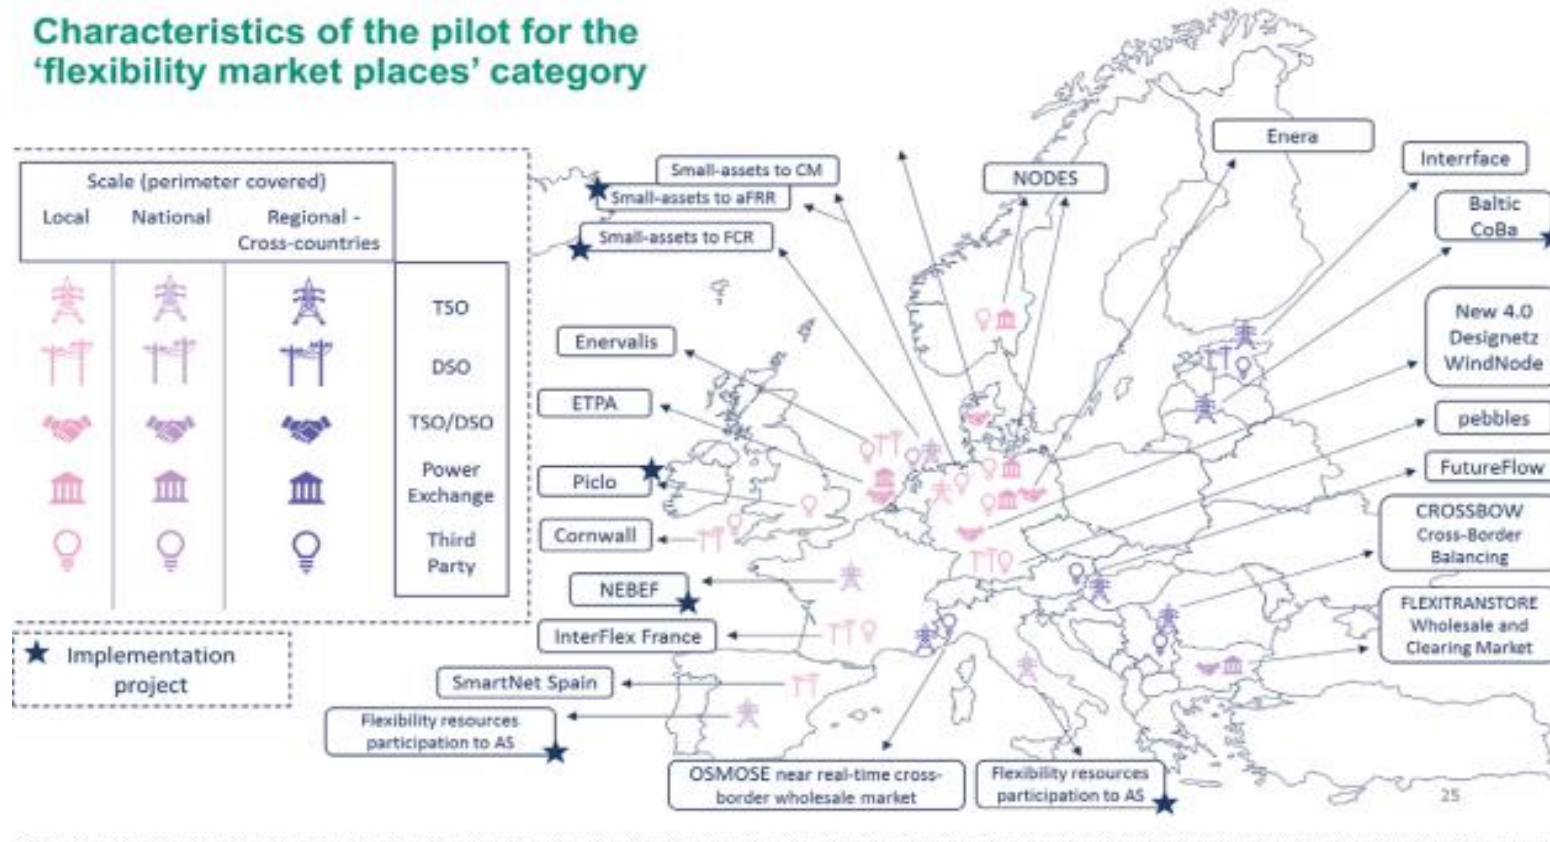 Characteristics of the pilot for the
‘flexibility market places’ category
Scale (perimeter covered)
Local
National
Regional -
Cross-countries
TSO
DSO
TSO/DSO
Power
Exchange
Third
Party
Implementation
project
Small-assets to CM
Small-assets to aFRR
Small-assets to FCR
Enervalis
ETPA
Piclo
Cornwall
NEBEF
InterFlex France
SmartNet Spain
Flexibility resources
participation to AS
OSMOSE near real-time cross-
border wholesale market
Flexibility resources
participation to AS
NODES
Enera
Interrface
Baltic
CoBa
New 4.0
Designetz
WindNode
pebbles
FutureFlow
CROSSBOW
Cross-Border
Balancing
FLEXITRANSTORE
Wholesale and
Clearing Market
25